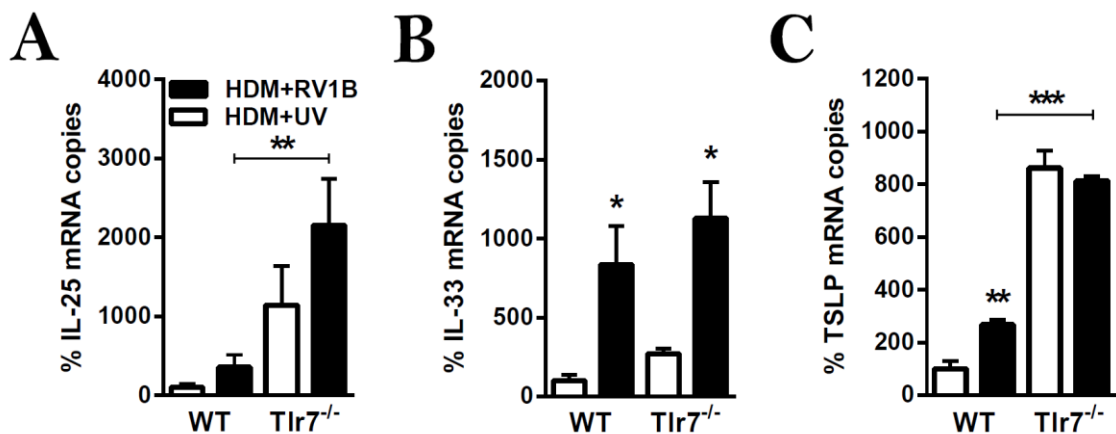 A
% IL-25 mRNA copies
4000
3000
2000
1000
0
HDM+RV1B
HDM+UV
**
WT Tlr7-/-
B
% IL-33 mRNA copies
2000
1500
1000
500
0
*
*
WT Tlr7-/-
C
% TSLP mRNA copies
1200
1000
800
600
400
200
0
***
**
WT Tlr7-/-